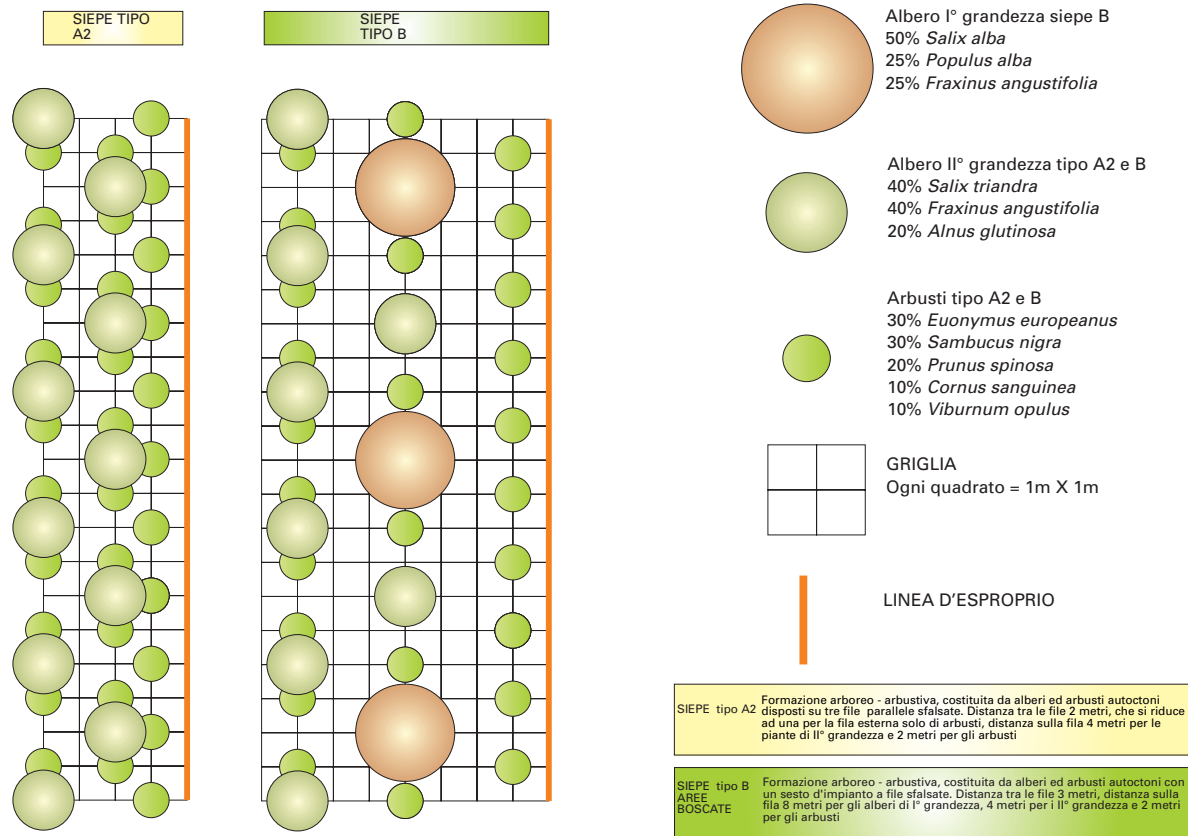 SIEPE TIPO
A2
SIEPE
TIPO B
Albero I° grandezza siepe B
50% Salix alba
25% Populus alba
25% Fraxinus angustifolia
Albero II° grandezza tipo A2 e B
40% Salix triandra
40% Fraxinus angustifolia
20% Alnus glutinosa
Arbusti tipo A2 e B
30% Euonymus europeanus
30% Sambucus nigra
20% Prunus spinosa
10% Cornus sanguinea
10% Viburnum opulus
GRIGLIA
Ogni quadrato = 1m X 1m
LINEA D'ESPROPRIO
SIEPE tipo A2
Formazione arboreo - arbustiva, costituita da alberi ed arbusti autoctoni
disposti su tre file parallele sfalsate. Distanza tra le file 2 metri, che si riduce
ad una per la fila esterna solo di arbusti, distanza sulla fila 4 metri per le
piante di II° grandezza e 2 metri per gli arbusti
SIEPE tipo B
AREE
BOSCATE
Formazione arboreo - arbustiva, costituita da alberi ed arbusti autoctoni con
un sesto d'impianto a file sfalsate. Distanza tra le file 3 metri, distanza sulla
fila 8 metri per gli alberi di I° grandezza, 4 metri per i II° grandezza e 2 metri
per gli arbusti